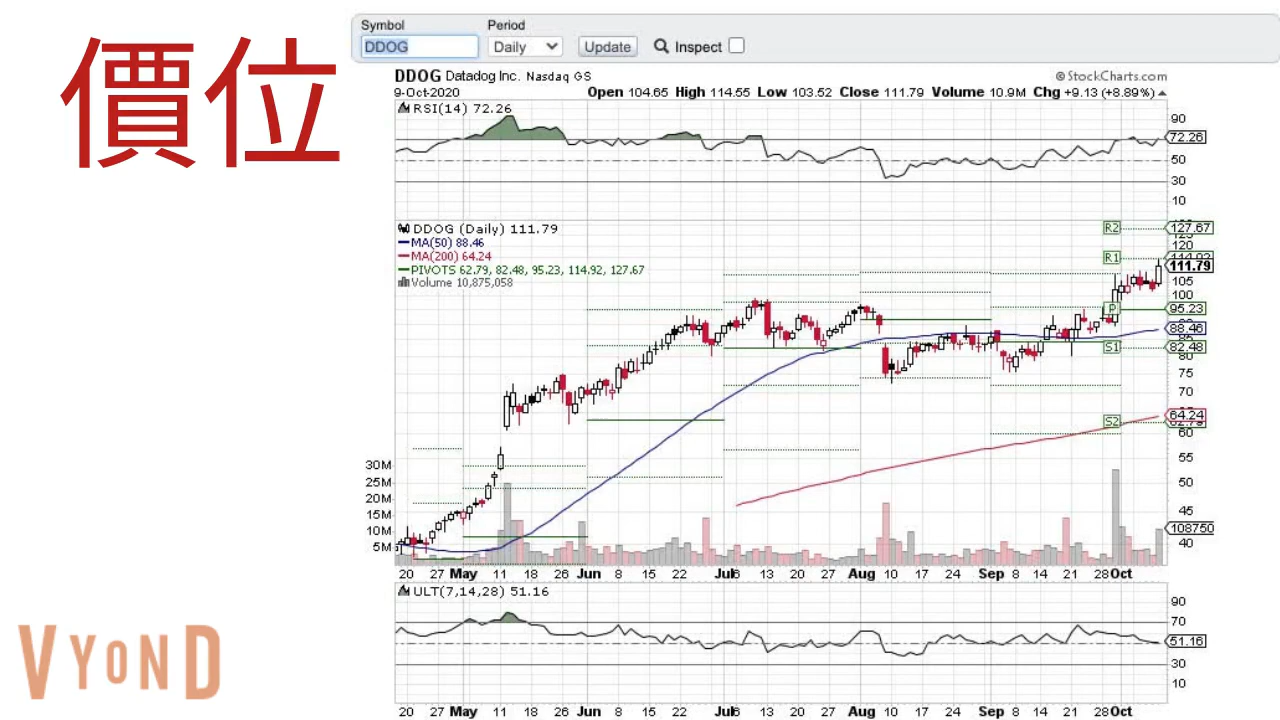 價位
Symbol Period
DDOG Daily Update Inspect
DDOG Datadog Inc. Nasdaq GS © StockCharts.com
9-Oct-2020 Open 104.65 High 114.55 Low 103.52 Close 111.79 Volume 10.9M Chg +9.13 (+8.89%)
RSI(14) 72.26
90
72.26
50
30
10
DDOG (Daily) 111.79
MA(50) 88.46
MA(200) 64.24
PIVOTS 62.79, 82.48, 95.23, 114.92, 127.67
Volume 10,875,058
R2 127.67
120
R1
111.79
105
100
P 95.23
88.46
S1 82.48
80
75
70
S2 64.24
60
55
30M 50
25M
20M
15M 45
10M 108750
5M 40
20 27 May 11 18 26 Jun 8 15 22 Jul 6 13 20 27 Aug 10 17 24 Sep 8 14 21 28 Oct
ULT(7,14,28) 51.16
90
70
51.16
30
10
20 27 May 11 18 26 Jun 8 15 22 Jul 6 13 20 27 Aug 10 17 24 Sep 8 14 21 28 Oct
VYOND